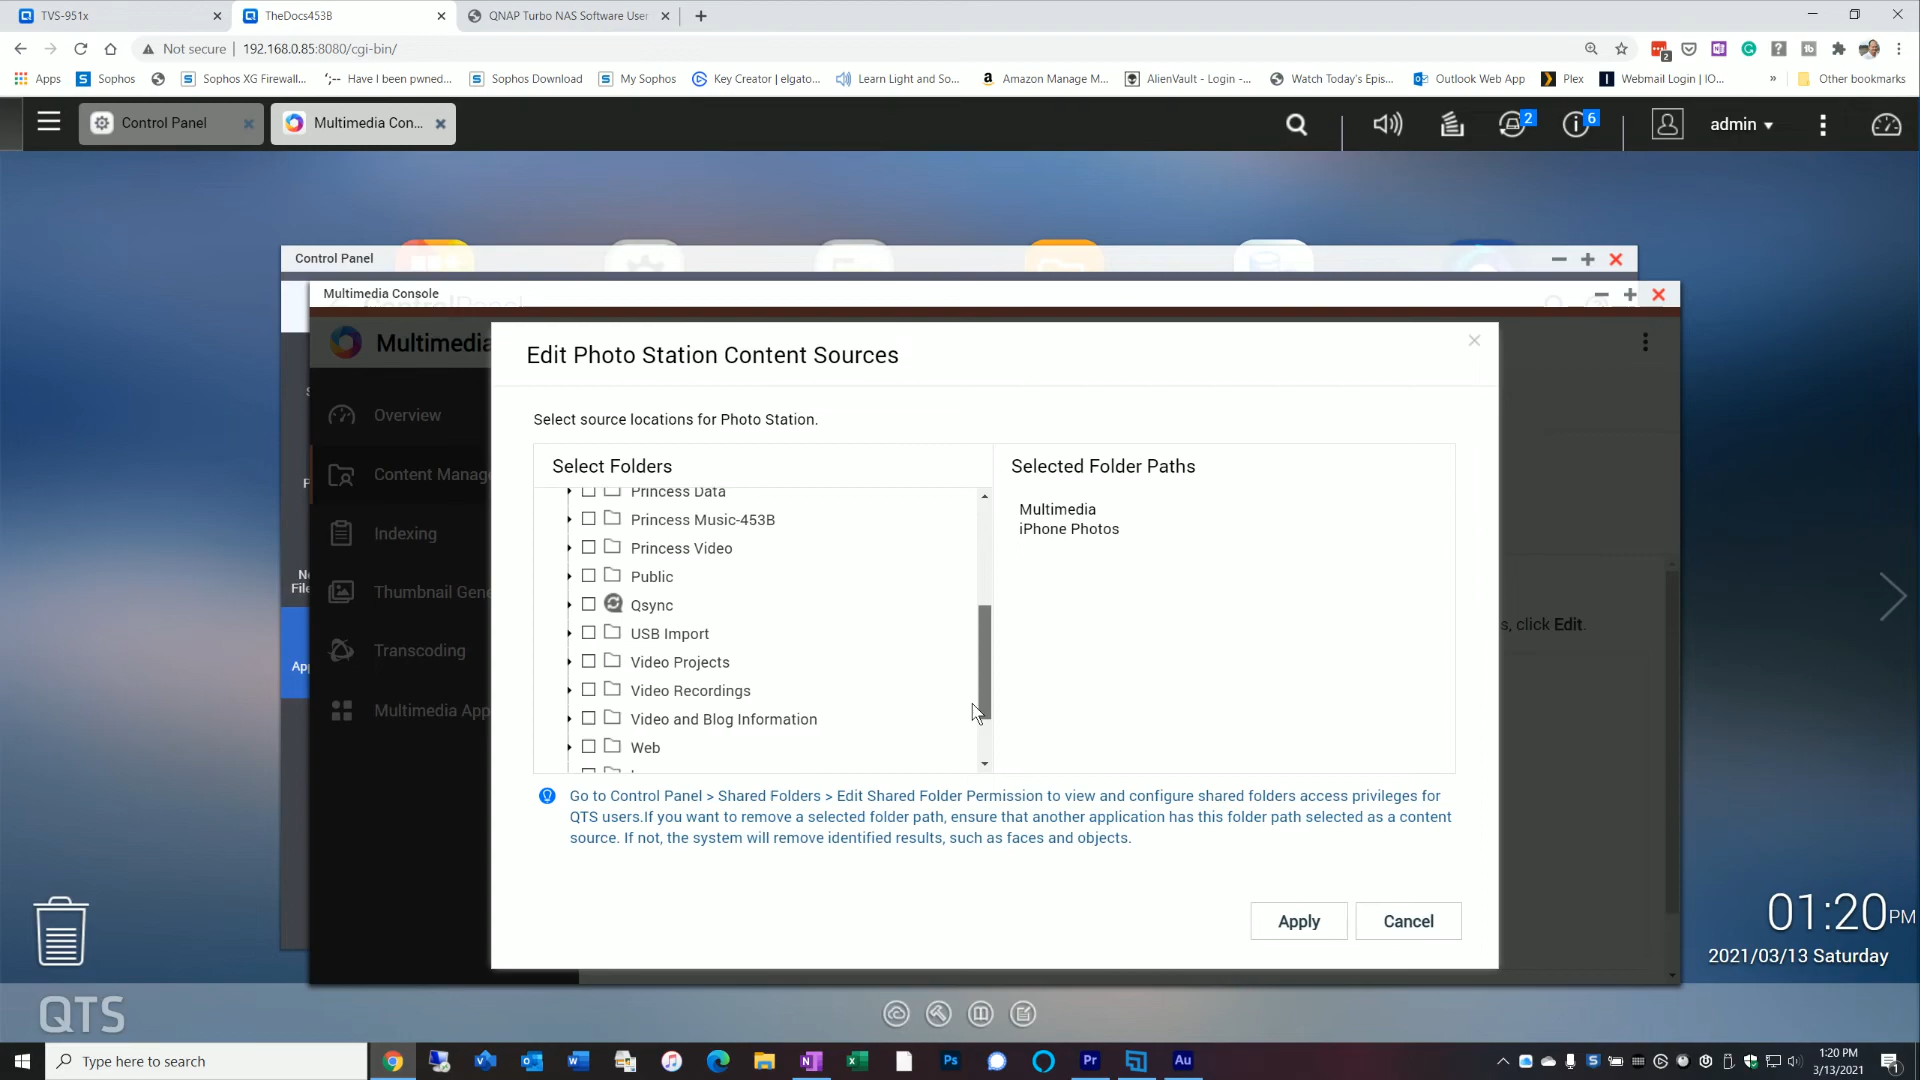 TVS-951x
TheDocs453B
QNAP Turbo NAS Software User
Not secure | 192.168.0.85:8080/cgi-bin/
2
Apps
Sophos
Sophos XG Firewall...
Have I been pwned...
Sophos Download
My Sophos
Key Creator | elgato...
Learn Light and So...
Amazon Manage M...
AlienVault - Login -...
Watch Today's Epis...
Outlook Web App
Plex
Webmail Login | IO...
»
Other bookmarks
Control Panel
Multimedia Con...
2
6
admin
Control Panel
Multimedia Console
Multimedia
Overview
Content Manage
Indexing
Thumbnail Gene
Transcoding
Multimedia App
App
Edit Photo Station Content Sources
Select source locations for Photo Station.
Select Folders
Selected Folder Paths
Princess Data
Princess Music-453B
Princess Video
Public
Qsync
USB Import
Video Projects
Video Recordings
Video and Blog Information
Web
Multimedia
iPhone Photos
s, click Edit.
Go to Control Panel > Shared Folders > Edit Shared Folder Permission to view and configure shared folders access privileges for
QTS users.If you want to remove a selected folder path, ensure that another application has this folder path selected as a content
source. If not, the system will remove identified results, such as faces and objects.
Apply
Cancel
01:20PM
2021/03/13 Saturday
QTS
Type here to search
Ps
Pr
Au
1:20 PM
3/13/2021
1